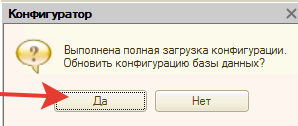 Конфигуратор
Выполнена полная загрузка конфигурации.
Обновить конфигурацию базы данных?
Да
Нет